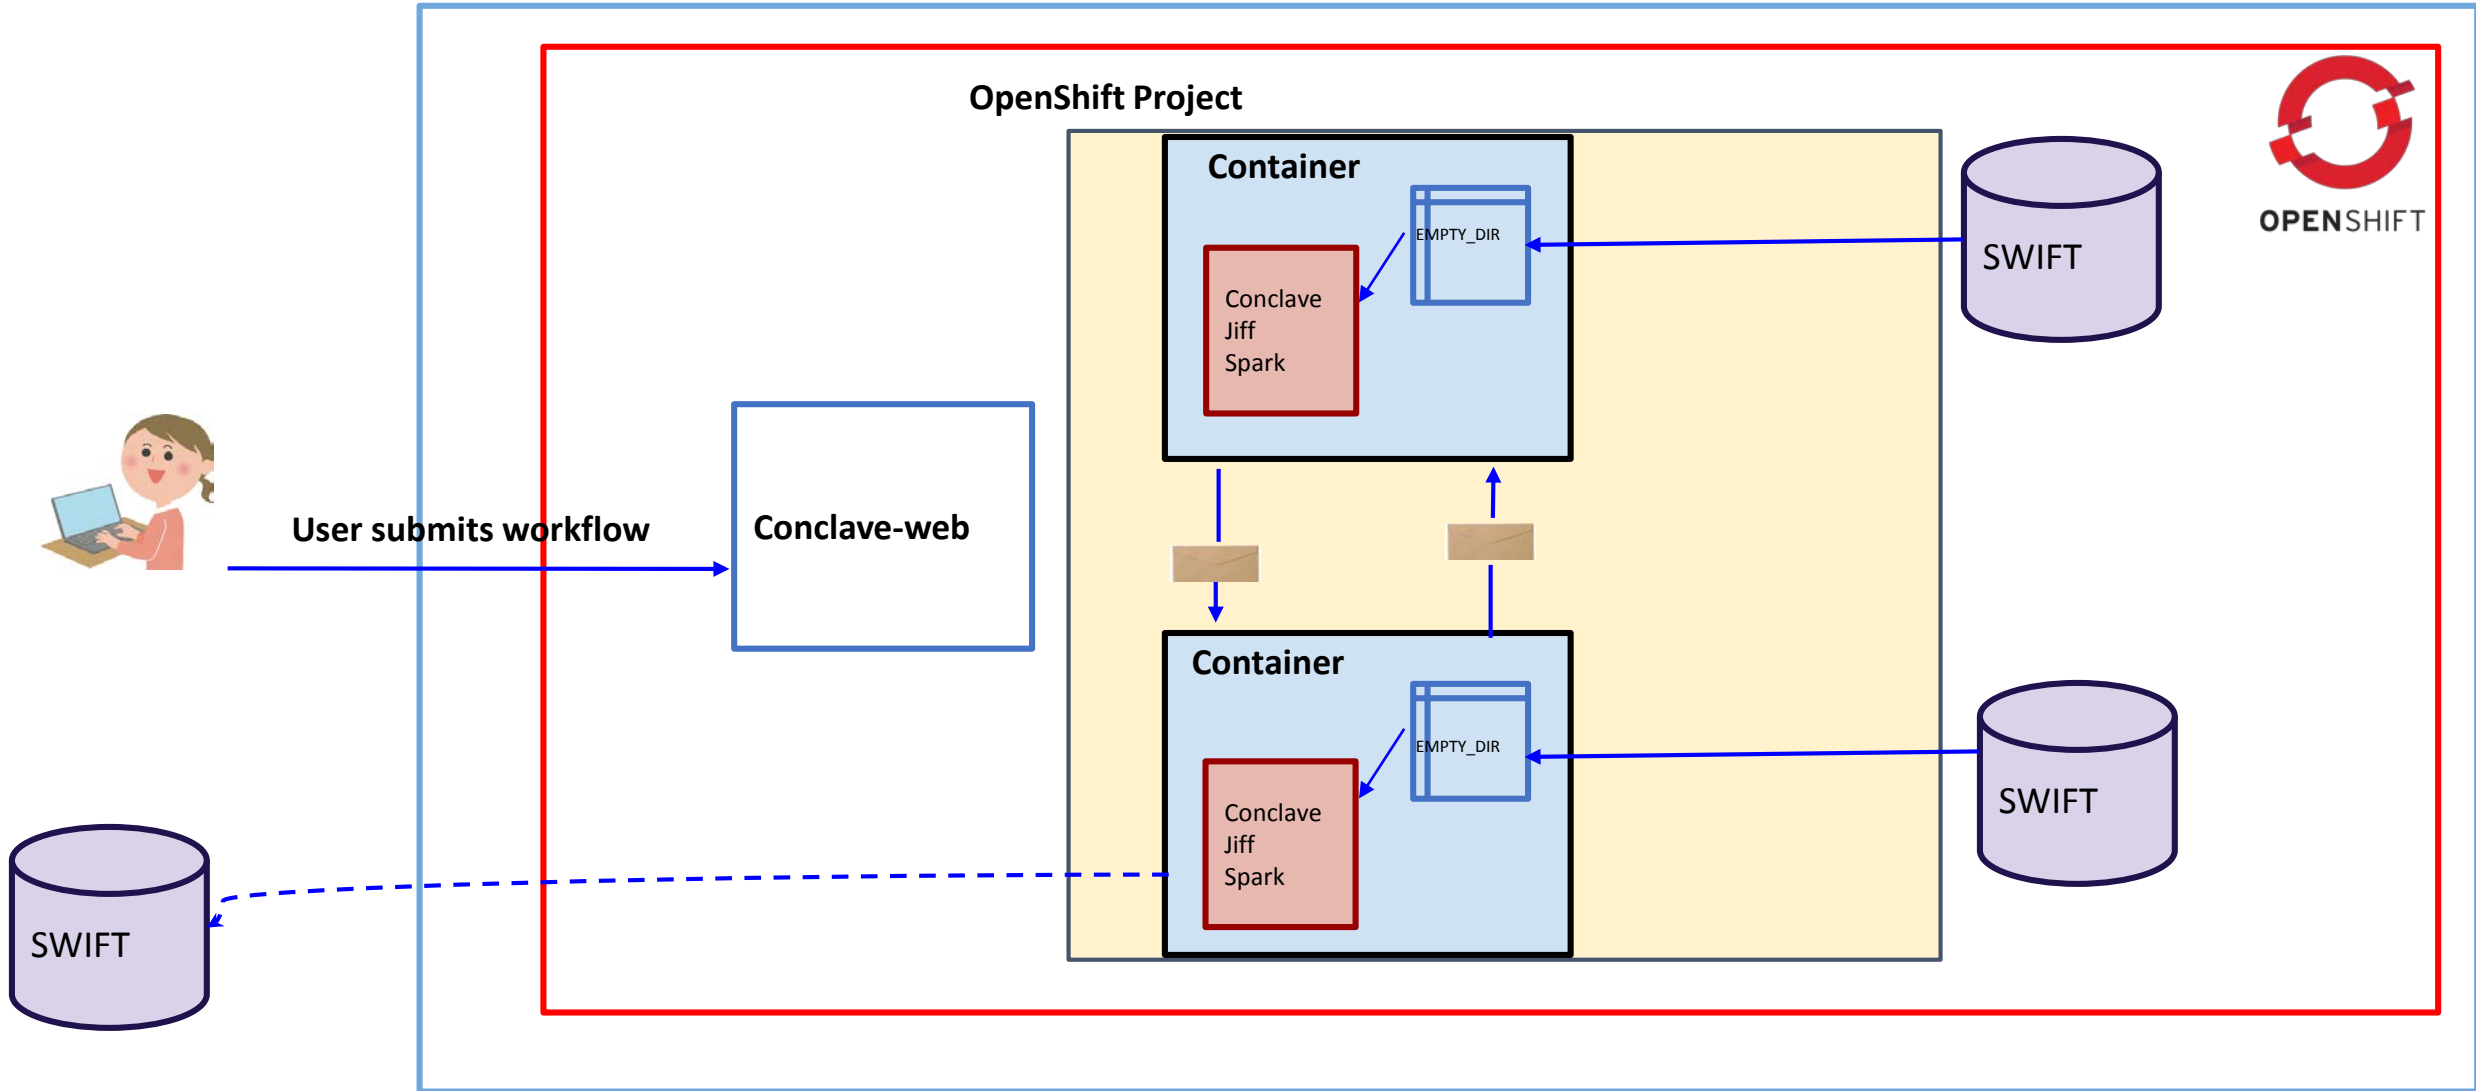 OpenShift Project
Container
EMPTY_DIR
Conclave
Jiff
Spark
SWIFT
OPENSHIFT
User submits workflow
Conclave-web
Container
EMPTY_DIR
Conclave
Jiff
Spark
SWIFT
SWIFT